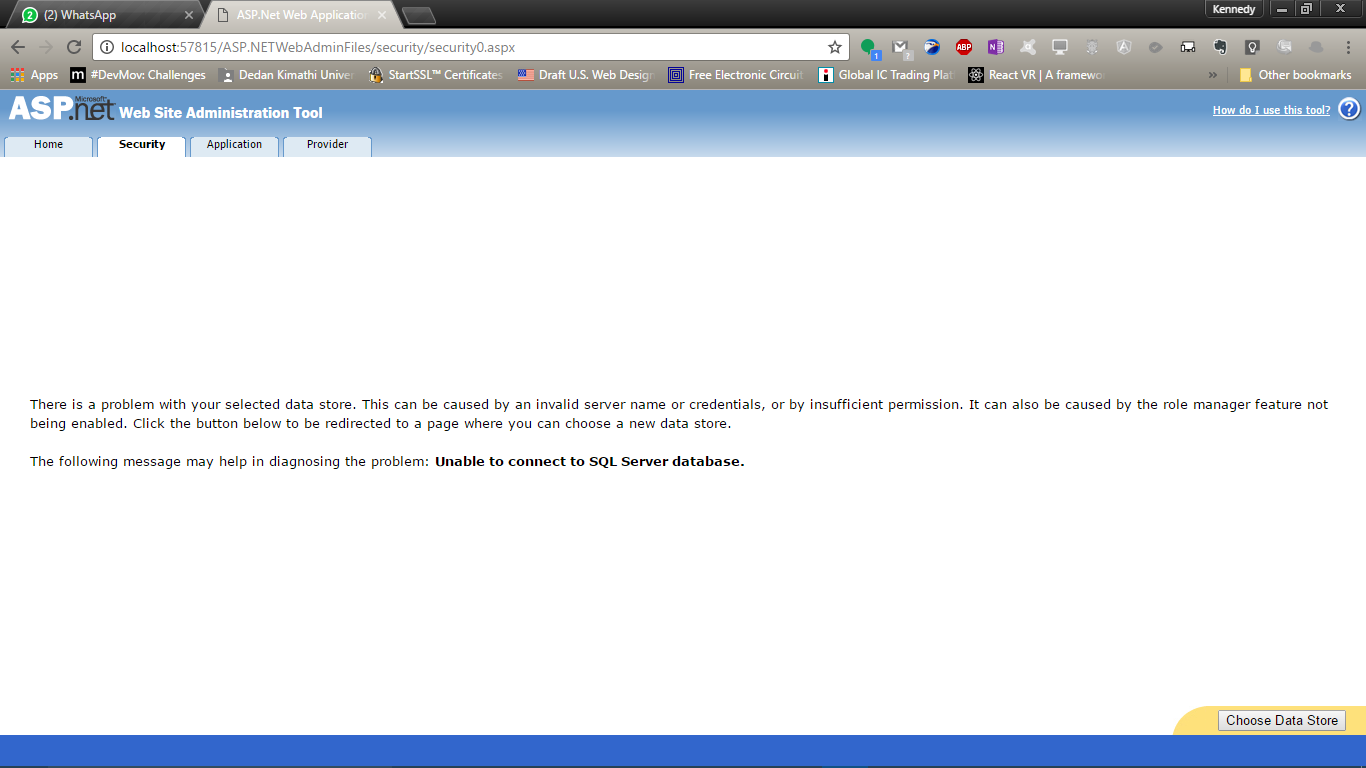 (2) WhatsApp
ASP.Net Web Application
Kennedy
localhost:57815/ASP.NETWebAdminFiles/security/security0.aspx
1
?
ABP
Apps
#DevMov: Challenges
Dedan Kimathi Univer
StartSSL™ Certificates
Draft U.S. Web Design
Free Electronic Circuit
Global IC Trading Plat
React VR | A framewo
»
Other bookmarks
Microsoft
ASP.net Web Site Administration Tool
How do I use this tool? ?
Home
Security
Application
Provider
There is a problem with your selected data store. This can be caused by an invalid server name or credentials, or by insufficient permission. It can also be caused by the role manager feature not
being enabled. Click the button below to be redirected to a page where you can choose a new data store.
The following message may help in diagnosing the problem: Unable to connect to SQL Server database.
Choose Data Store